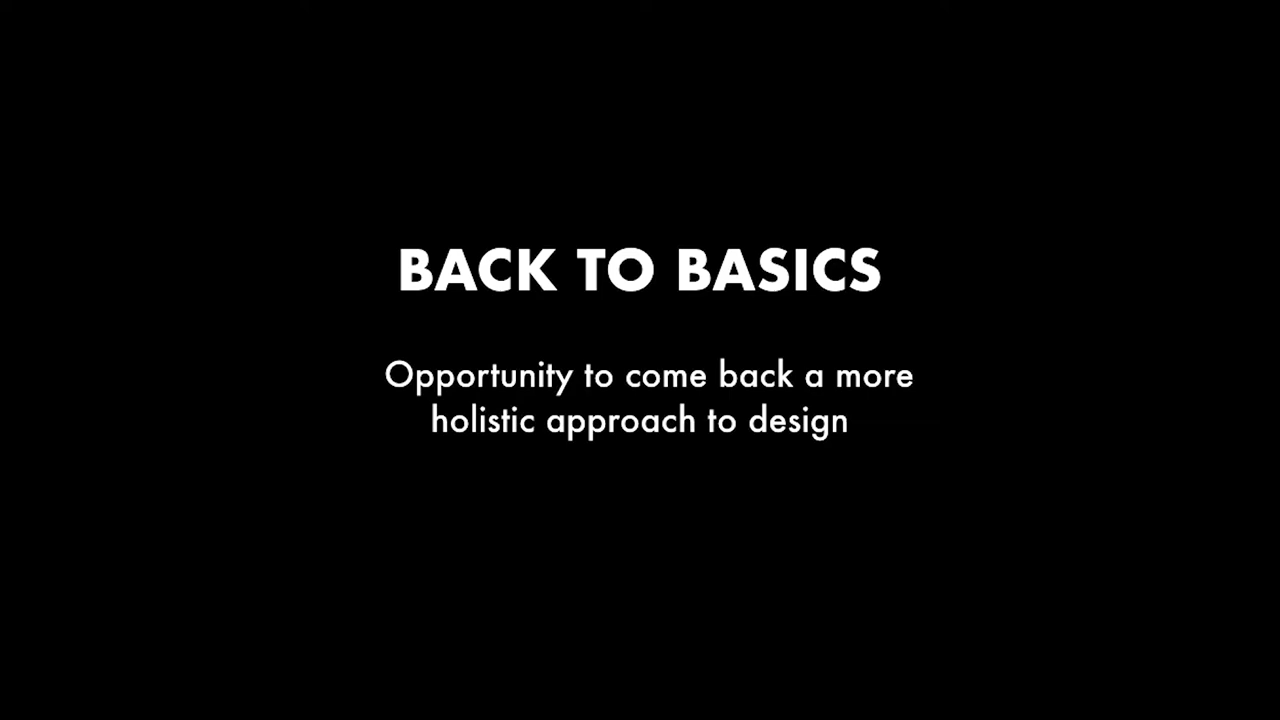 BACK TO BASICS
Opportunity to come back a more
holistic approach to design